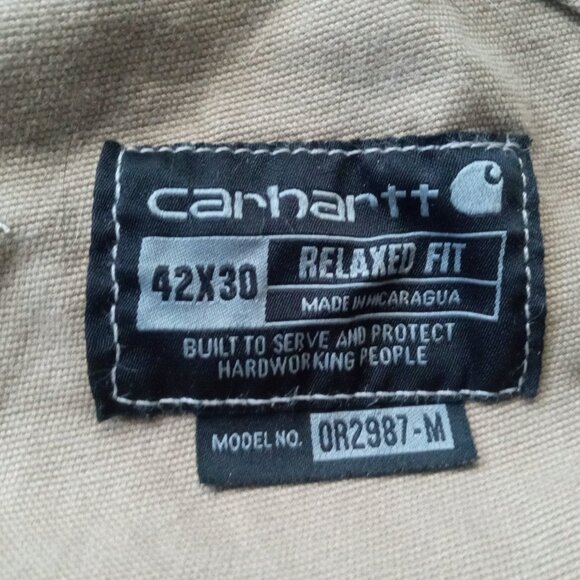 carhartt
42X30
RELAXED FIT
MADE IN NICARAGUA
BUILT TO SERVE AND PROTECT
HARDWORKING PEOPLE
MODEL NO. OR2987-M